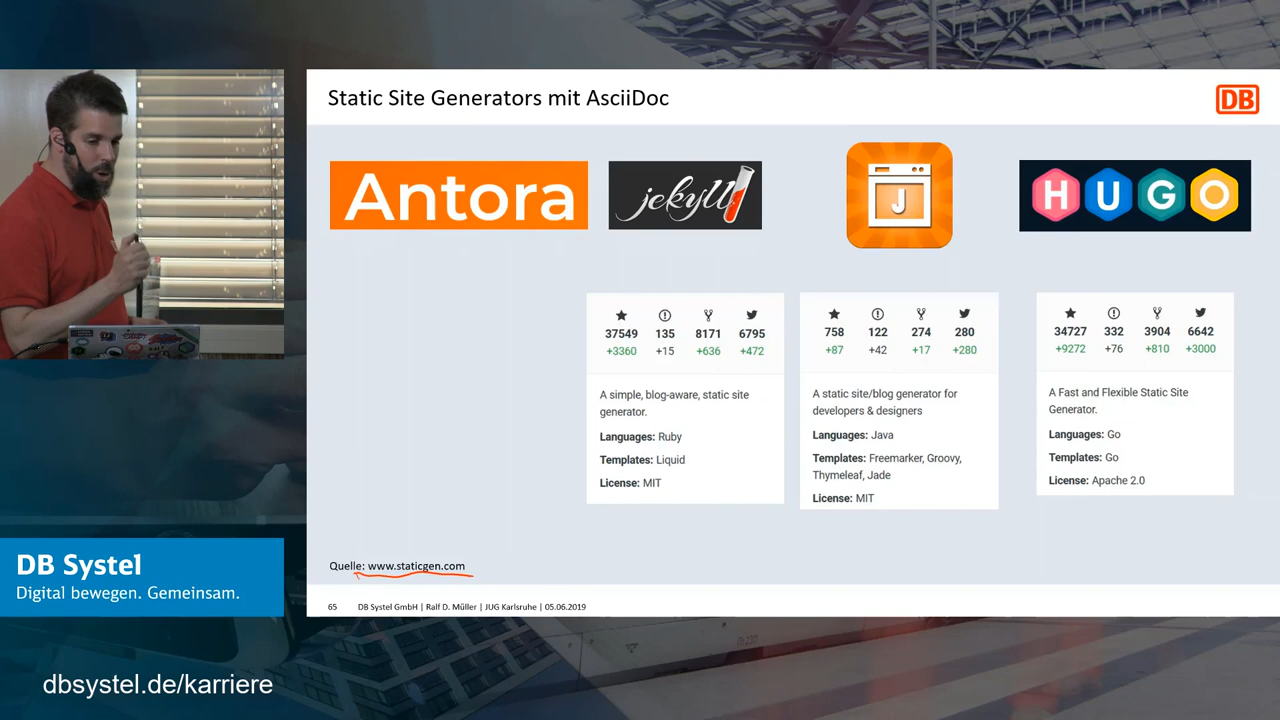 Static Site Generators mit AsciiDoc
DB
Antora
jekyll
J
HUGO
37549 135 8171 6795
+3360 +15 +636 +472
A simple, blog-aware, static site
generator.
Languages: Ruby
Templates: Liquid
License: MIT
758 122 274 280
+87 +42 +17 +280
A static site/blog generator for
developers & designers
Languages: Java
Templates: Freemarker, Groovy,
Thymeleaf, Jade
License: MIT
34727 332 3904 6642
+9272 +76 +810 +3000
A Fast and Flexible Static Site
Generator.
Languages: Go
Templates: Go
License: Apache 2.0
Quelle: www.staticgen.com
65 DB Systel GmbH | Ralf D. Müller | JUG Karlsruhe | 05.06.2019
DB Systel
Digital bewegen. Gemeinsam.
dbsystel.de/karriere